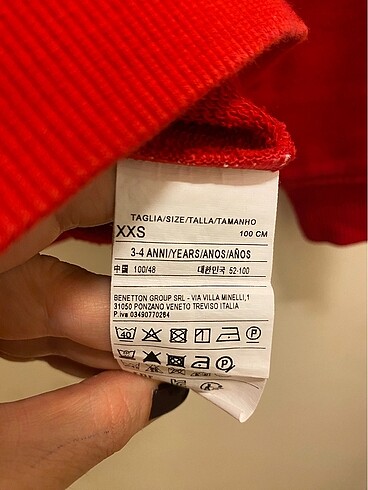 TAGLIA/SIZE/TALLA/TAMANHO
XXS 100 CM
3-4 ANNI/YEARS/ANOS/AÑOS
中国 100/48 대한민국 52-100
BENETTON GROUP SRL - VIA VILLA MINELLI,1
31050 PONZANO VENETO TREVISO ITALIA
P.iva 03490770264
40 P
P